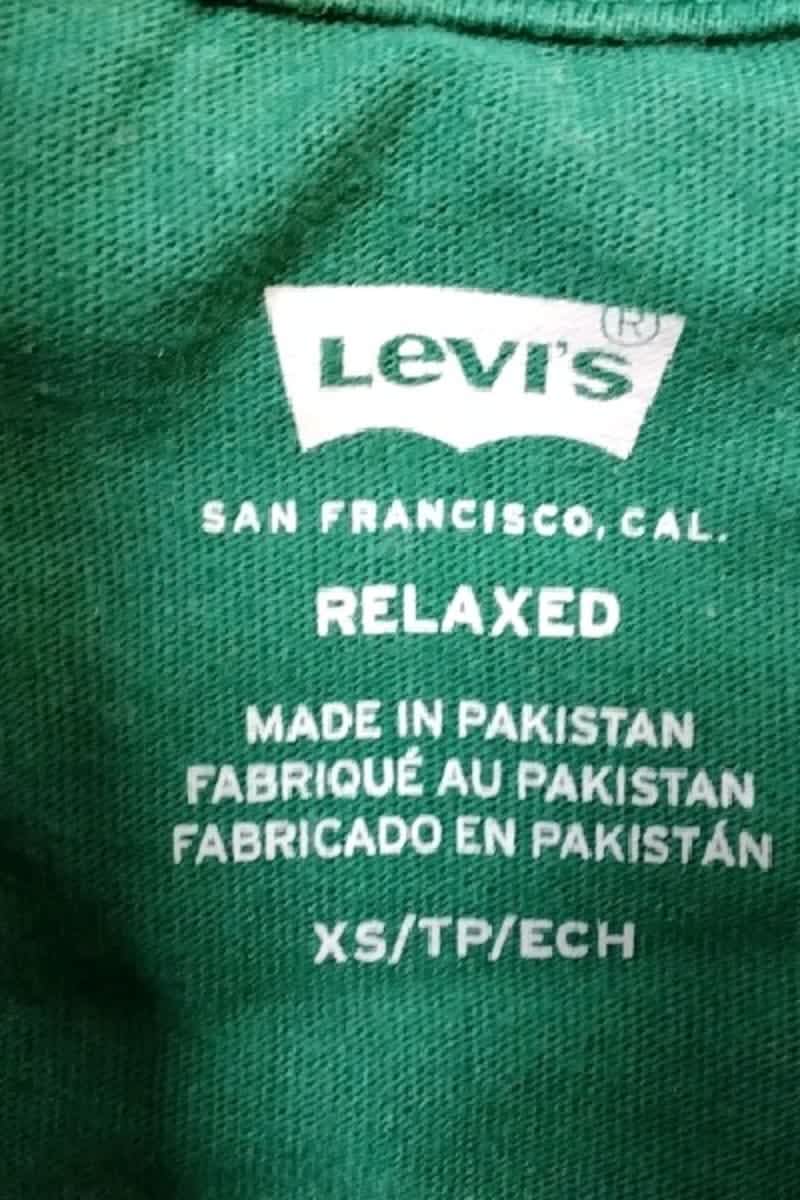 LEVI'S®
SAN FRANCISCO, CAL.
RELAXED
MADE IN PAKISTAN
FABRIQUÉ AU PAKISTAN
FABRICADO EN PAKISTÁN
XS/TP/ECH